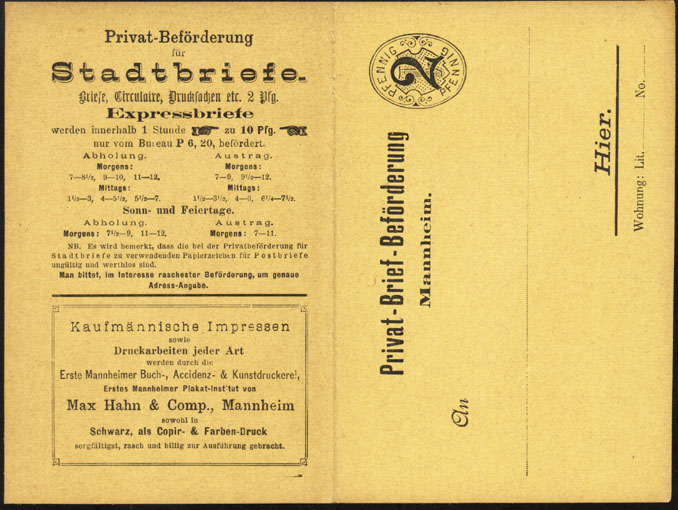 Privat-Beförderung
für
Stadtbriefe.
Briefe, Circulaire, Drucksachen etc. 2 Pfg.
Expressbriefe
werden innerhalb 1 Stunde zu 10 Pfg.
nur vom Bureau P 6, 20, befördert.
Abholung. Austrag.
Morgens: Morgens:
7—8½, 9—10, 11—12. 7—9, 9½—12.
Mittags: Mittags:
1½—3, 4—5½, 5½—7. 1½—3½, 4—5, 6¼—7½.
Sonn- und Feiertage.
Abholung. Austrag.
Morgens: 7½—9, 11—12. Morgens: 7—11.
NB. Es wird bemerkt, dass die bei der Privatbeförderung für
Stadtbriefe zu verwendenden Papierzeichen für Postbriefe
ungültig und werthlos sind.
Man bittet, im Interesse raschester Beförderung, um genaue
Adress-Angabe.
Kaufmännische Impressen
sowie
Druckarbeiten jeder Art
werden durch die
Erste Mannheimer Buch-, Accidenz- & Kunstdruckerei,
Erstes Mannheimer Plakat-Institut von
Max Hahn & Comp., Mannheim
sowohl in
Schwarz, als Copir- & Farben-Druck
sorgfältigst, rasch und billig zur Ausführung gebracht.
PFENNIG
2
PFENNIG
Privat-Brief-Beförderung
Mannheim.
An
Hier.
Wohnung: Lit. No.